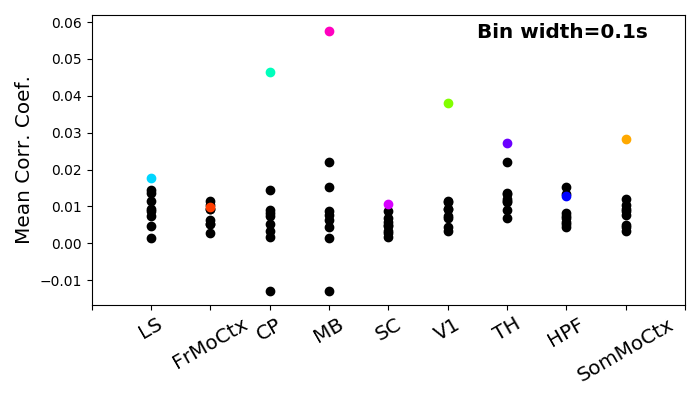 Bin width=0.1s
Mean Corr. Coef.
0.06
0.05
0.04
0.03
0.02
0.01
0.00
−0.01
LS
FrMoCtx
CP
MB
SC
V1
TH
HPF
SomMoCtx